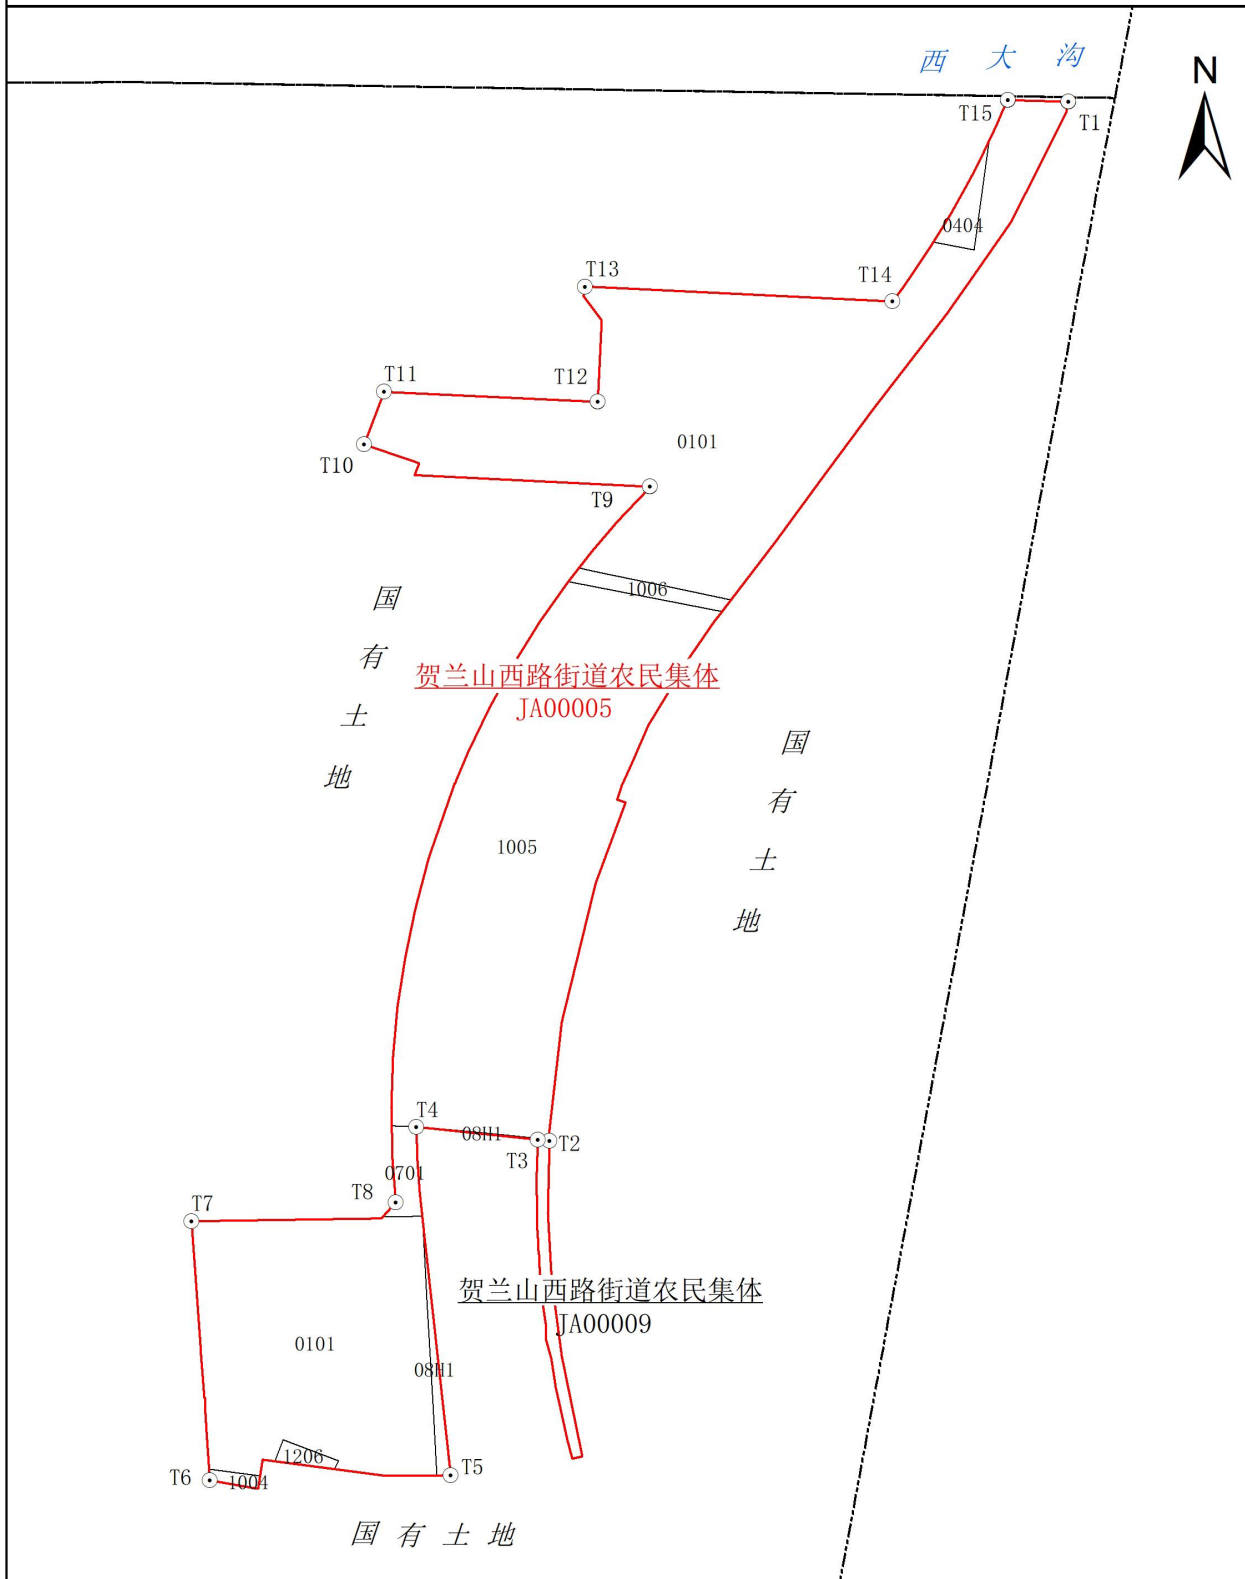 西大沟
N
T15
T1
0404
T13
T14
T11
T12
0101
T10
T9
1006
国有土地
贺兰山西路街道农民集体
JA00005
国有土地
1005
T4
08H1
T2
T3
0701
T8
T7
贺兰山西路街道农民集体
JA00009
0101
08H1
1206
T5
T6
1004
国有土地